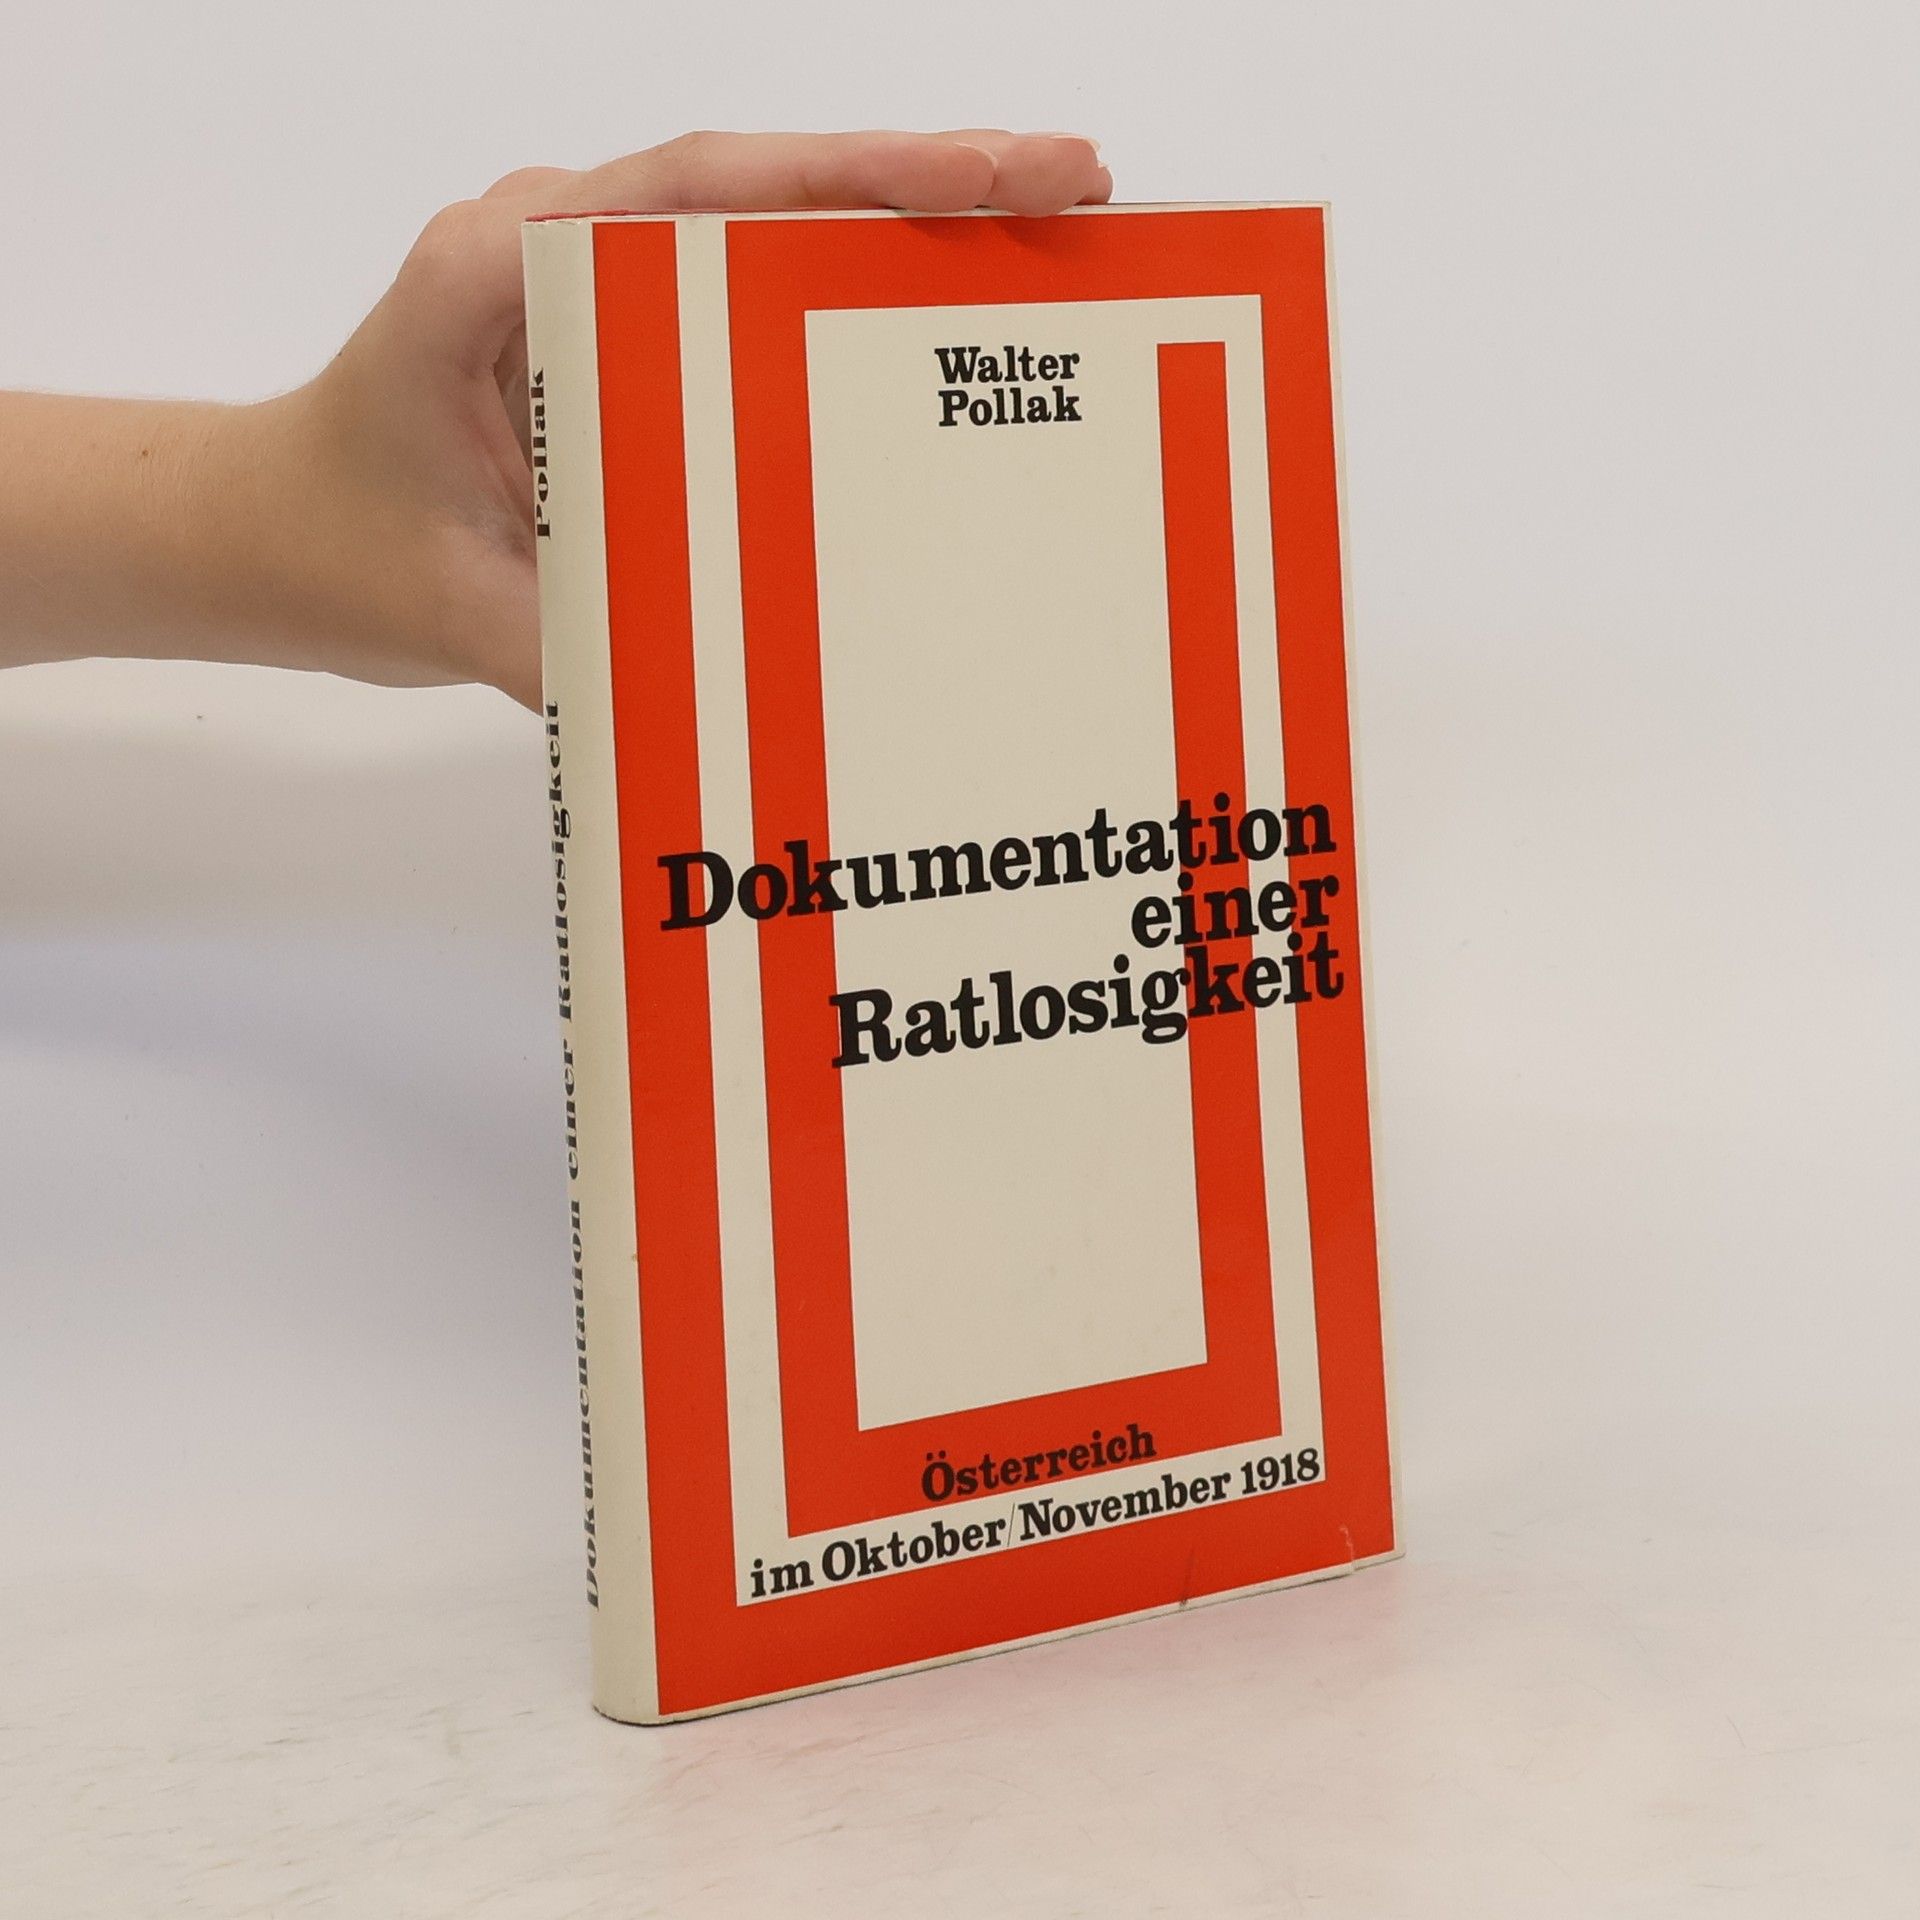 Walter
Pollak
Dokumentation
einer
Ratlosigkeit
Österreich
im Oktober/November 1918
Dokumentation einer Ratlosigkeit Pollak